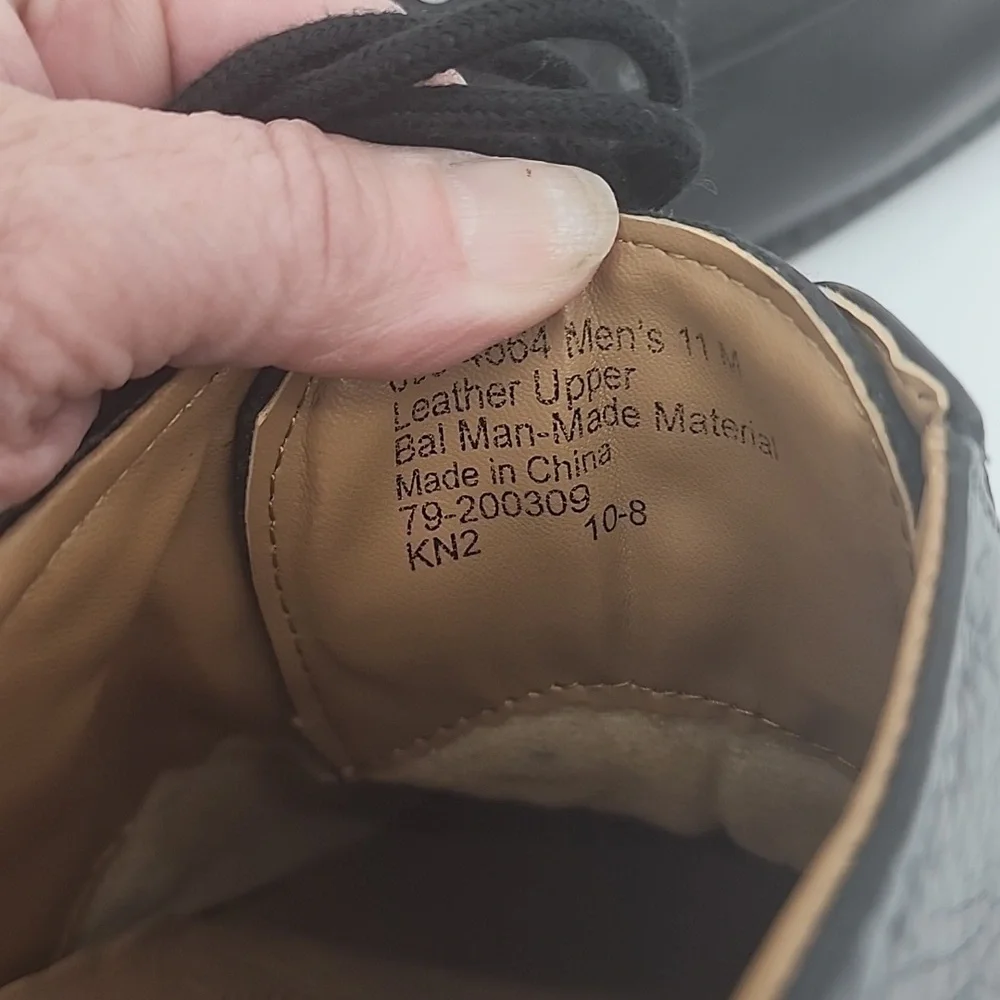 Men's 11 M
Leather Upper
Bal Man-Made Material
Made in China
79-200309
KN2 10-8